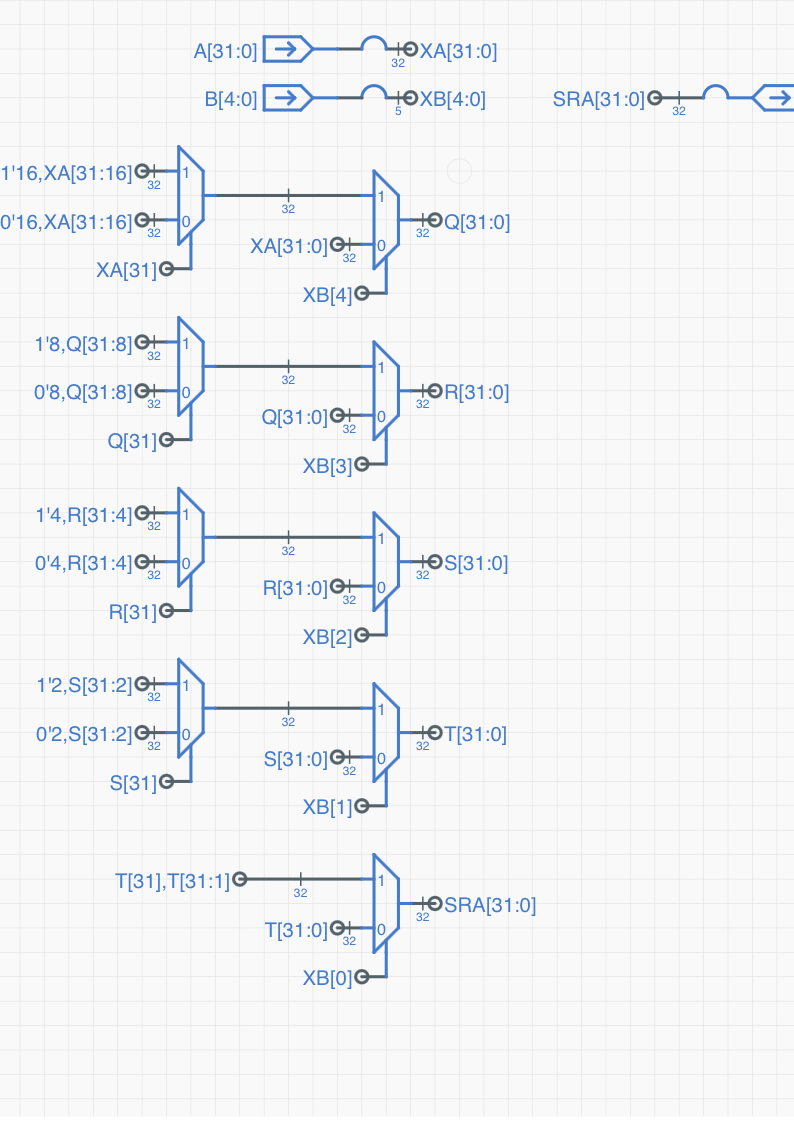 A[31:0] 32 XA[31:0]
B[4:0] 5 XB[4:0] SRA[31:0] 32
1'16,XA[31:16] 32 1
0'16,XA[31:16] 32 0
XA[31]
32 1
XA[31:0] 32 0
XB[4]
32 Q[31:0]
1'8,Q[31:8] 32 1
0'8,Q[31:8] 32 0
Q[31]
32 1
Q[31:0] 32 0
XB[3]
32 R[31:0]
1'4,R[31:4] 32 1
0'4,R[31:4] 32 0
R[31]
32 1
R[31:0] 32 0
XB[2]
32 S[31:0]
1'2,S[31:2] 32 1
0'2,S[31:2] 32 0
S[31]
32 1
S[31:0] 32 0
XB[1]
32 T[31:0]
T[31],T[31:1] 32 1
T[31:0] 32 0
XB[0]
32 SRA[31:0]